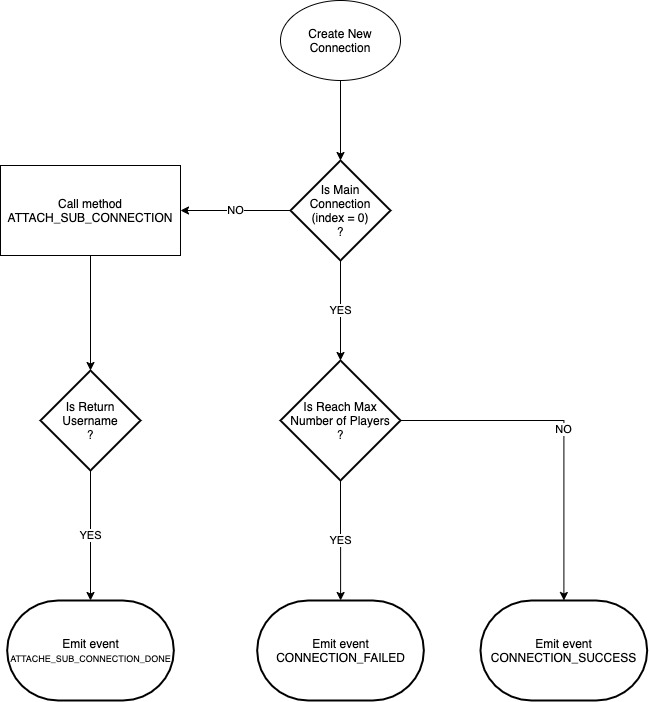 Create New
Connection
Is Main
Connection
(index = 0)
?
NO
Call method
ATTACH_SUB_CONNECTION
YES
Is Return
Username
?
Is Reach Max
Number of Players
?
NO
YES
YES
Emit event
ATTACHE_SUB_CONNECTION_DONE
Emit event
CONNECTION_FAILED
Emit event
CONNECTION_SUCCESS